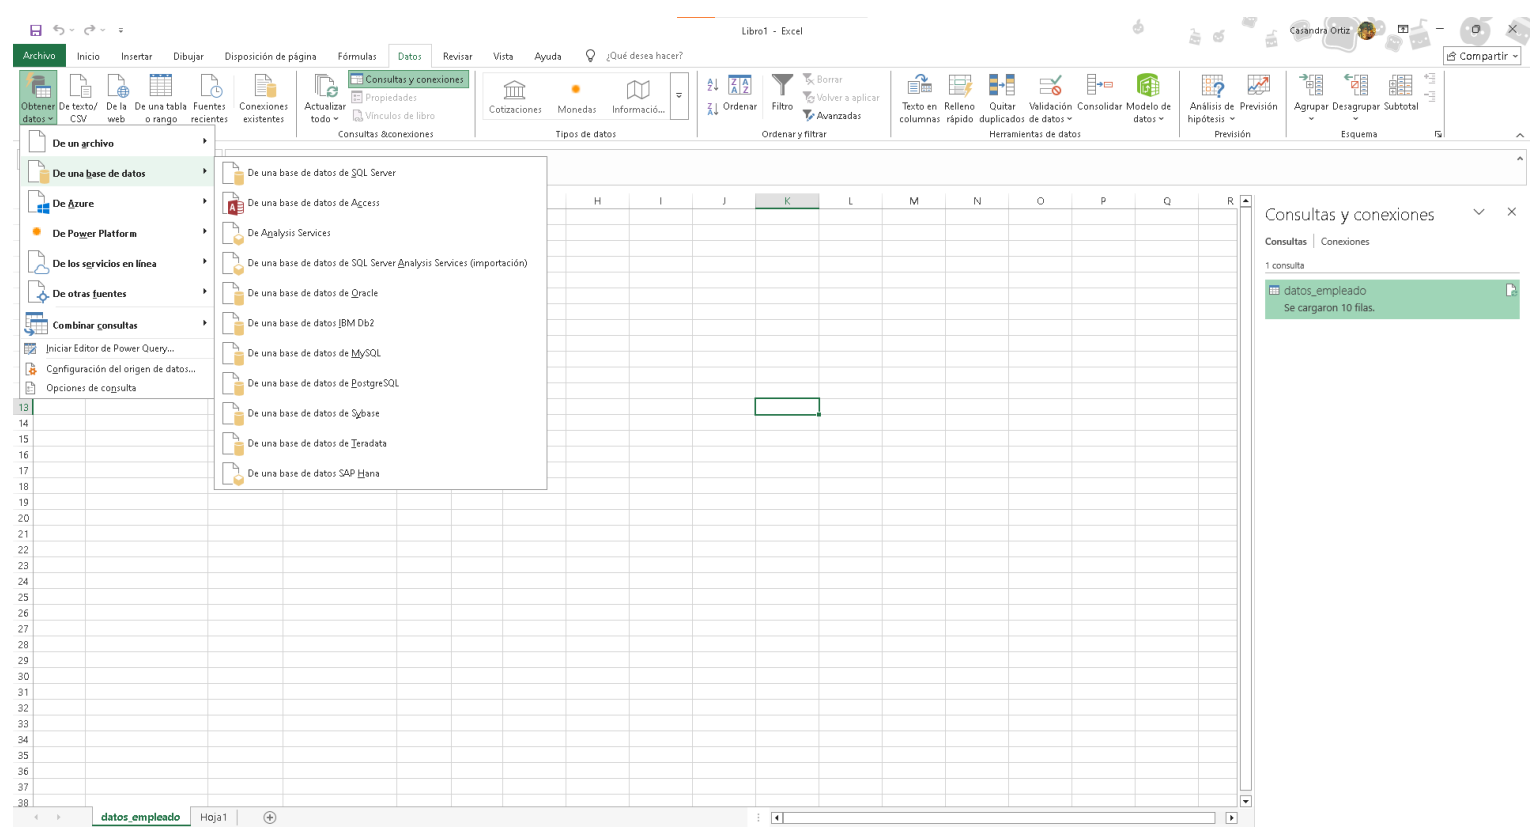 Libro1 - Excel
Casandra Ortiz
Archivo Inicio Insertar Dibujar Disposición de página Fórmulas Datos Revisar Vista Ayuda ¿Qué desea hacer? Compartir
Obtener datos
De texto/ CSV
De la web
De una tabla o rango
Fuentes recientes
Conexiones existentes
Actualizar todo
Consultas y conexiones
Propiedades
Vínculos de libro
Consultas &conexiones
Cotizaciones Monedas Informació...
Tipos de datos
Ordenar
Filtro
Borrar
Volver a aplicar
Avanzadas
Ordenar y filtrar
Texto en columnas
Relleno rápido
Quitar duplicados
Validación de datos
Consolidar
Modelo de datos
Herramientas de datos
Análisis de hipótesis
Previsión
Previsión
Agrupar Desagrupar Subtotal
Esquema
De un archivo
De una base de datos
De Azure
De Power Platform
De los servicios en línea
De otras fuentes
Combinar consultas
Iniciar Editor de Power Query...
Configuración del origen de datos...
Opciones de consulta
De una base de datos de SQL Server
De una base de datos de Access
De Analysis Services
De una base de datos de SQL Server Analysis Services (importación)
De una base de datos de Oracle
De una base de datos IBM Db2
De una base de datos de MySQL
De una base de datos de PostgreSQL
De una base de datos de Sybase
De una base de datos de Teradata
De una base de datos SAP Hana
H I J K L M N O P Q R
13
14
15
16
17
18
19
20
21
22
23
24
25
26
27
28
29
30
31
32
33
34
35
36
37
38
Consultas y conexiones
Consultas Conexiones
1 consulta
datos_empleado
Se cargaron 10 filas.
datos_empleado Hoja1